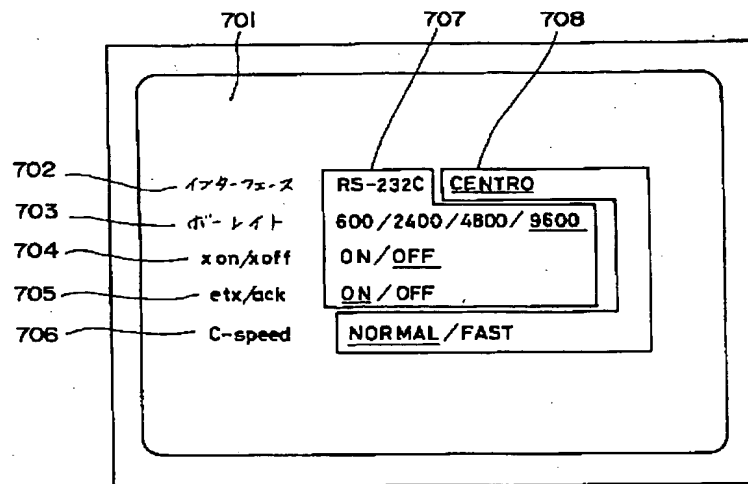 701 707 708
702 インターフェース RS-232C CENTRO
703 ボーレイト 600/2400/4800/9600
704 xon/xoff ON/OFF
705 etx/ack ON/OFF
706 C-speed NORMAL/FAST